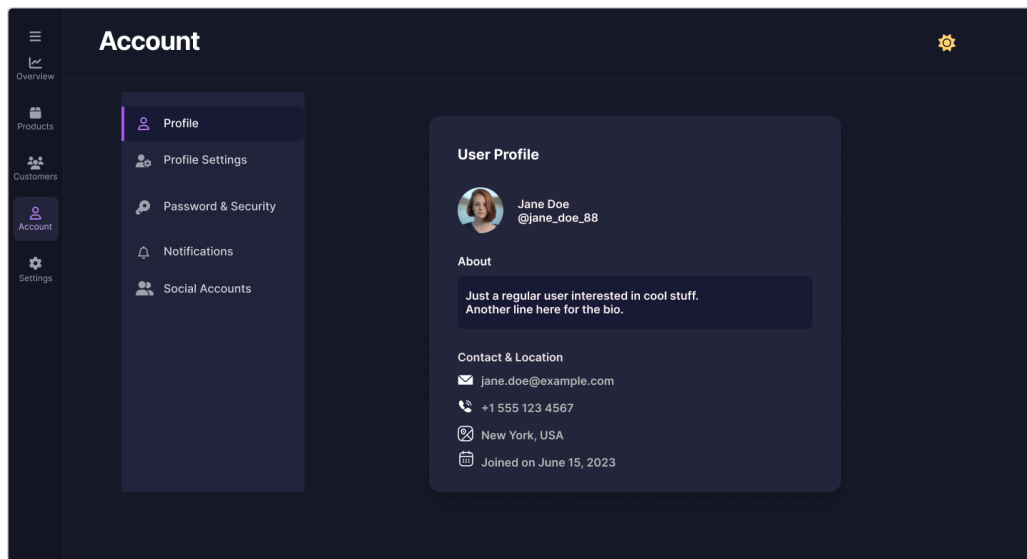 Account
Overview
Products
Customers
Account
Settings
Profile
Profile Settings
Password & Security
Notifications
Social Accounts
User Profile
Jane Doe
@jane_doe_88
About
Just a regular user interested in cool stuff.
Another line here for the bio.
Contact & Location
jane.doe@example.com
+1 555 123 4567
New York, USA
Joined on June 15, 2023